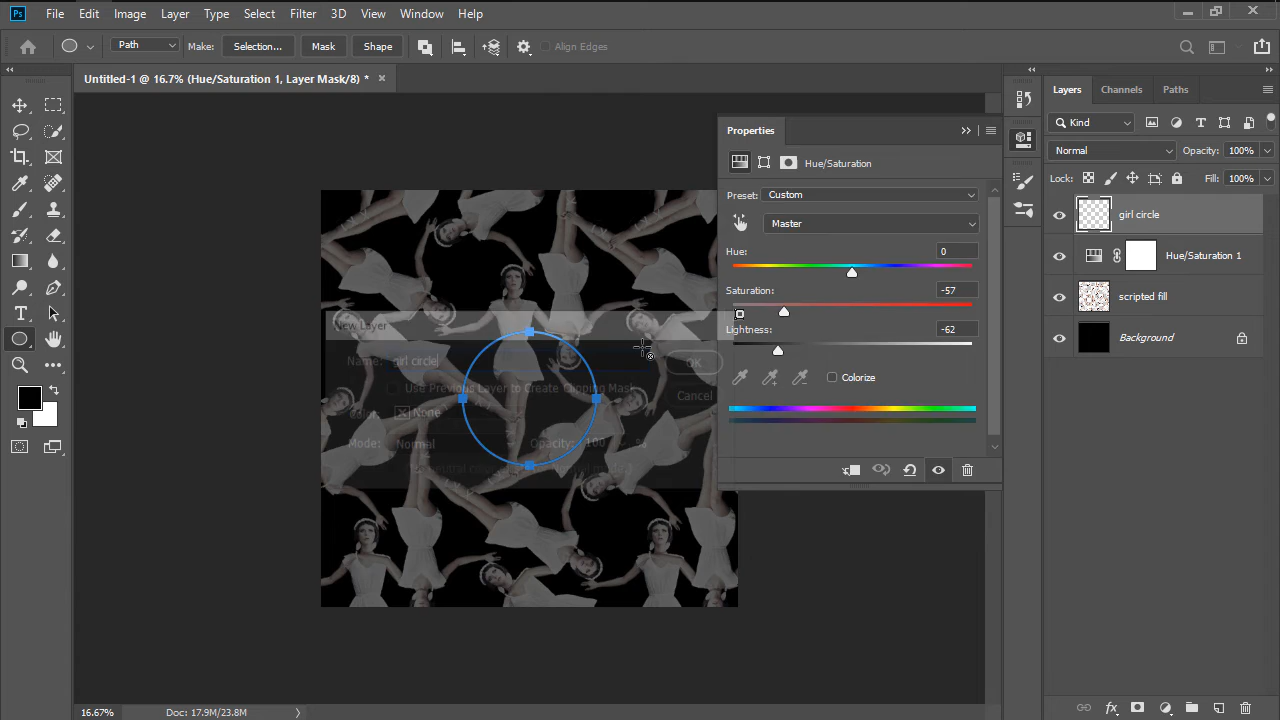 Ps File Edit Image Layer Type Select Filter 3D View Window Help
Path Make: Selection... Mask Shape Align Edges
Untitled-1 @ 16.7% (Hue/Saturation 1, Layer Mask/8) *
Properties
Hue/Saturation
Preset: Custom
Master
Hue: 0
Saturation: -57
Lightness: -62
Colorize
New Layer
Name: girl circle
OK
Use Previous Layer to Create Clipping Mask
Cancel
Color: None
Mode: Normal Opacity: 100 %
Layers Channels Paths
Kind
Normal Opacity: 100%
Lock: Fill: 100%
girl circle
Hue/Saturation 1
scripted fill
Background
16.67% Doc: 17.9M/23.8M